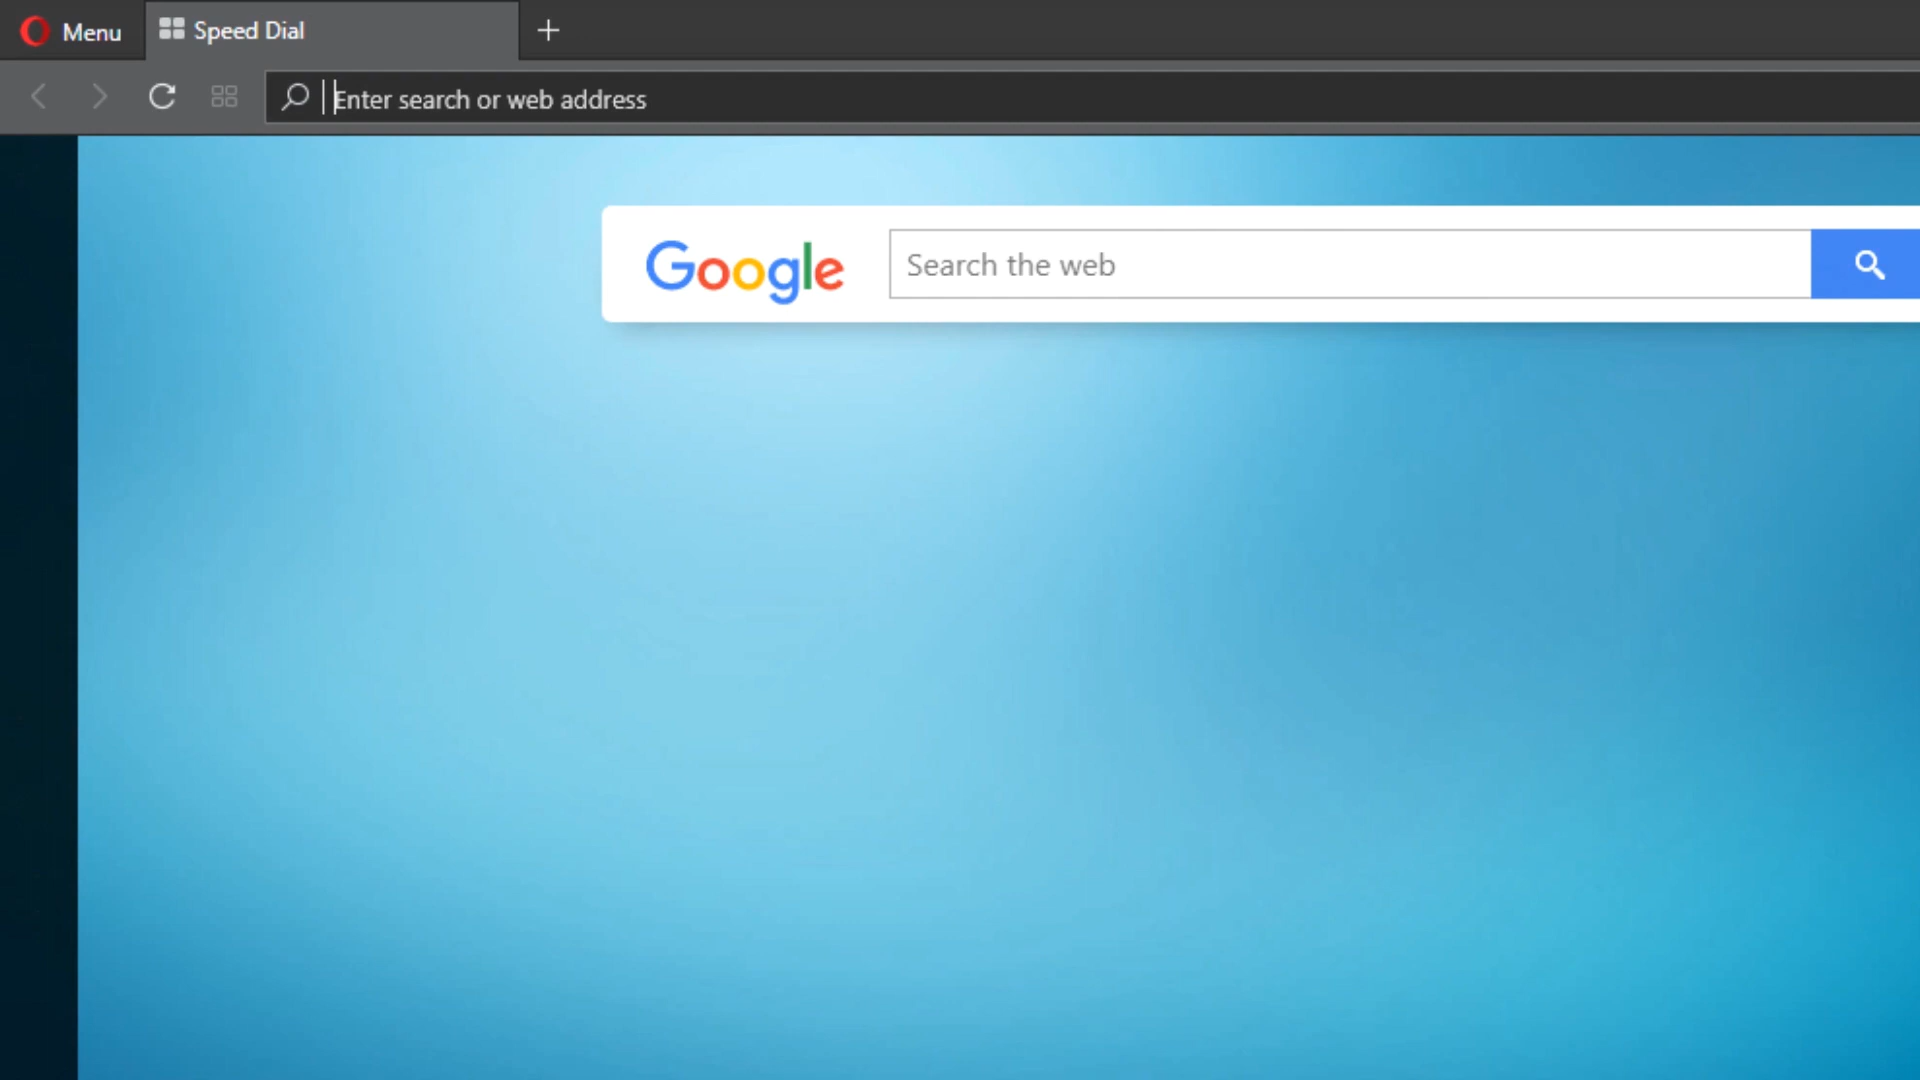 Menu
Speed Dial
Enter search or web address
Google
Search the web